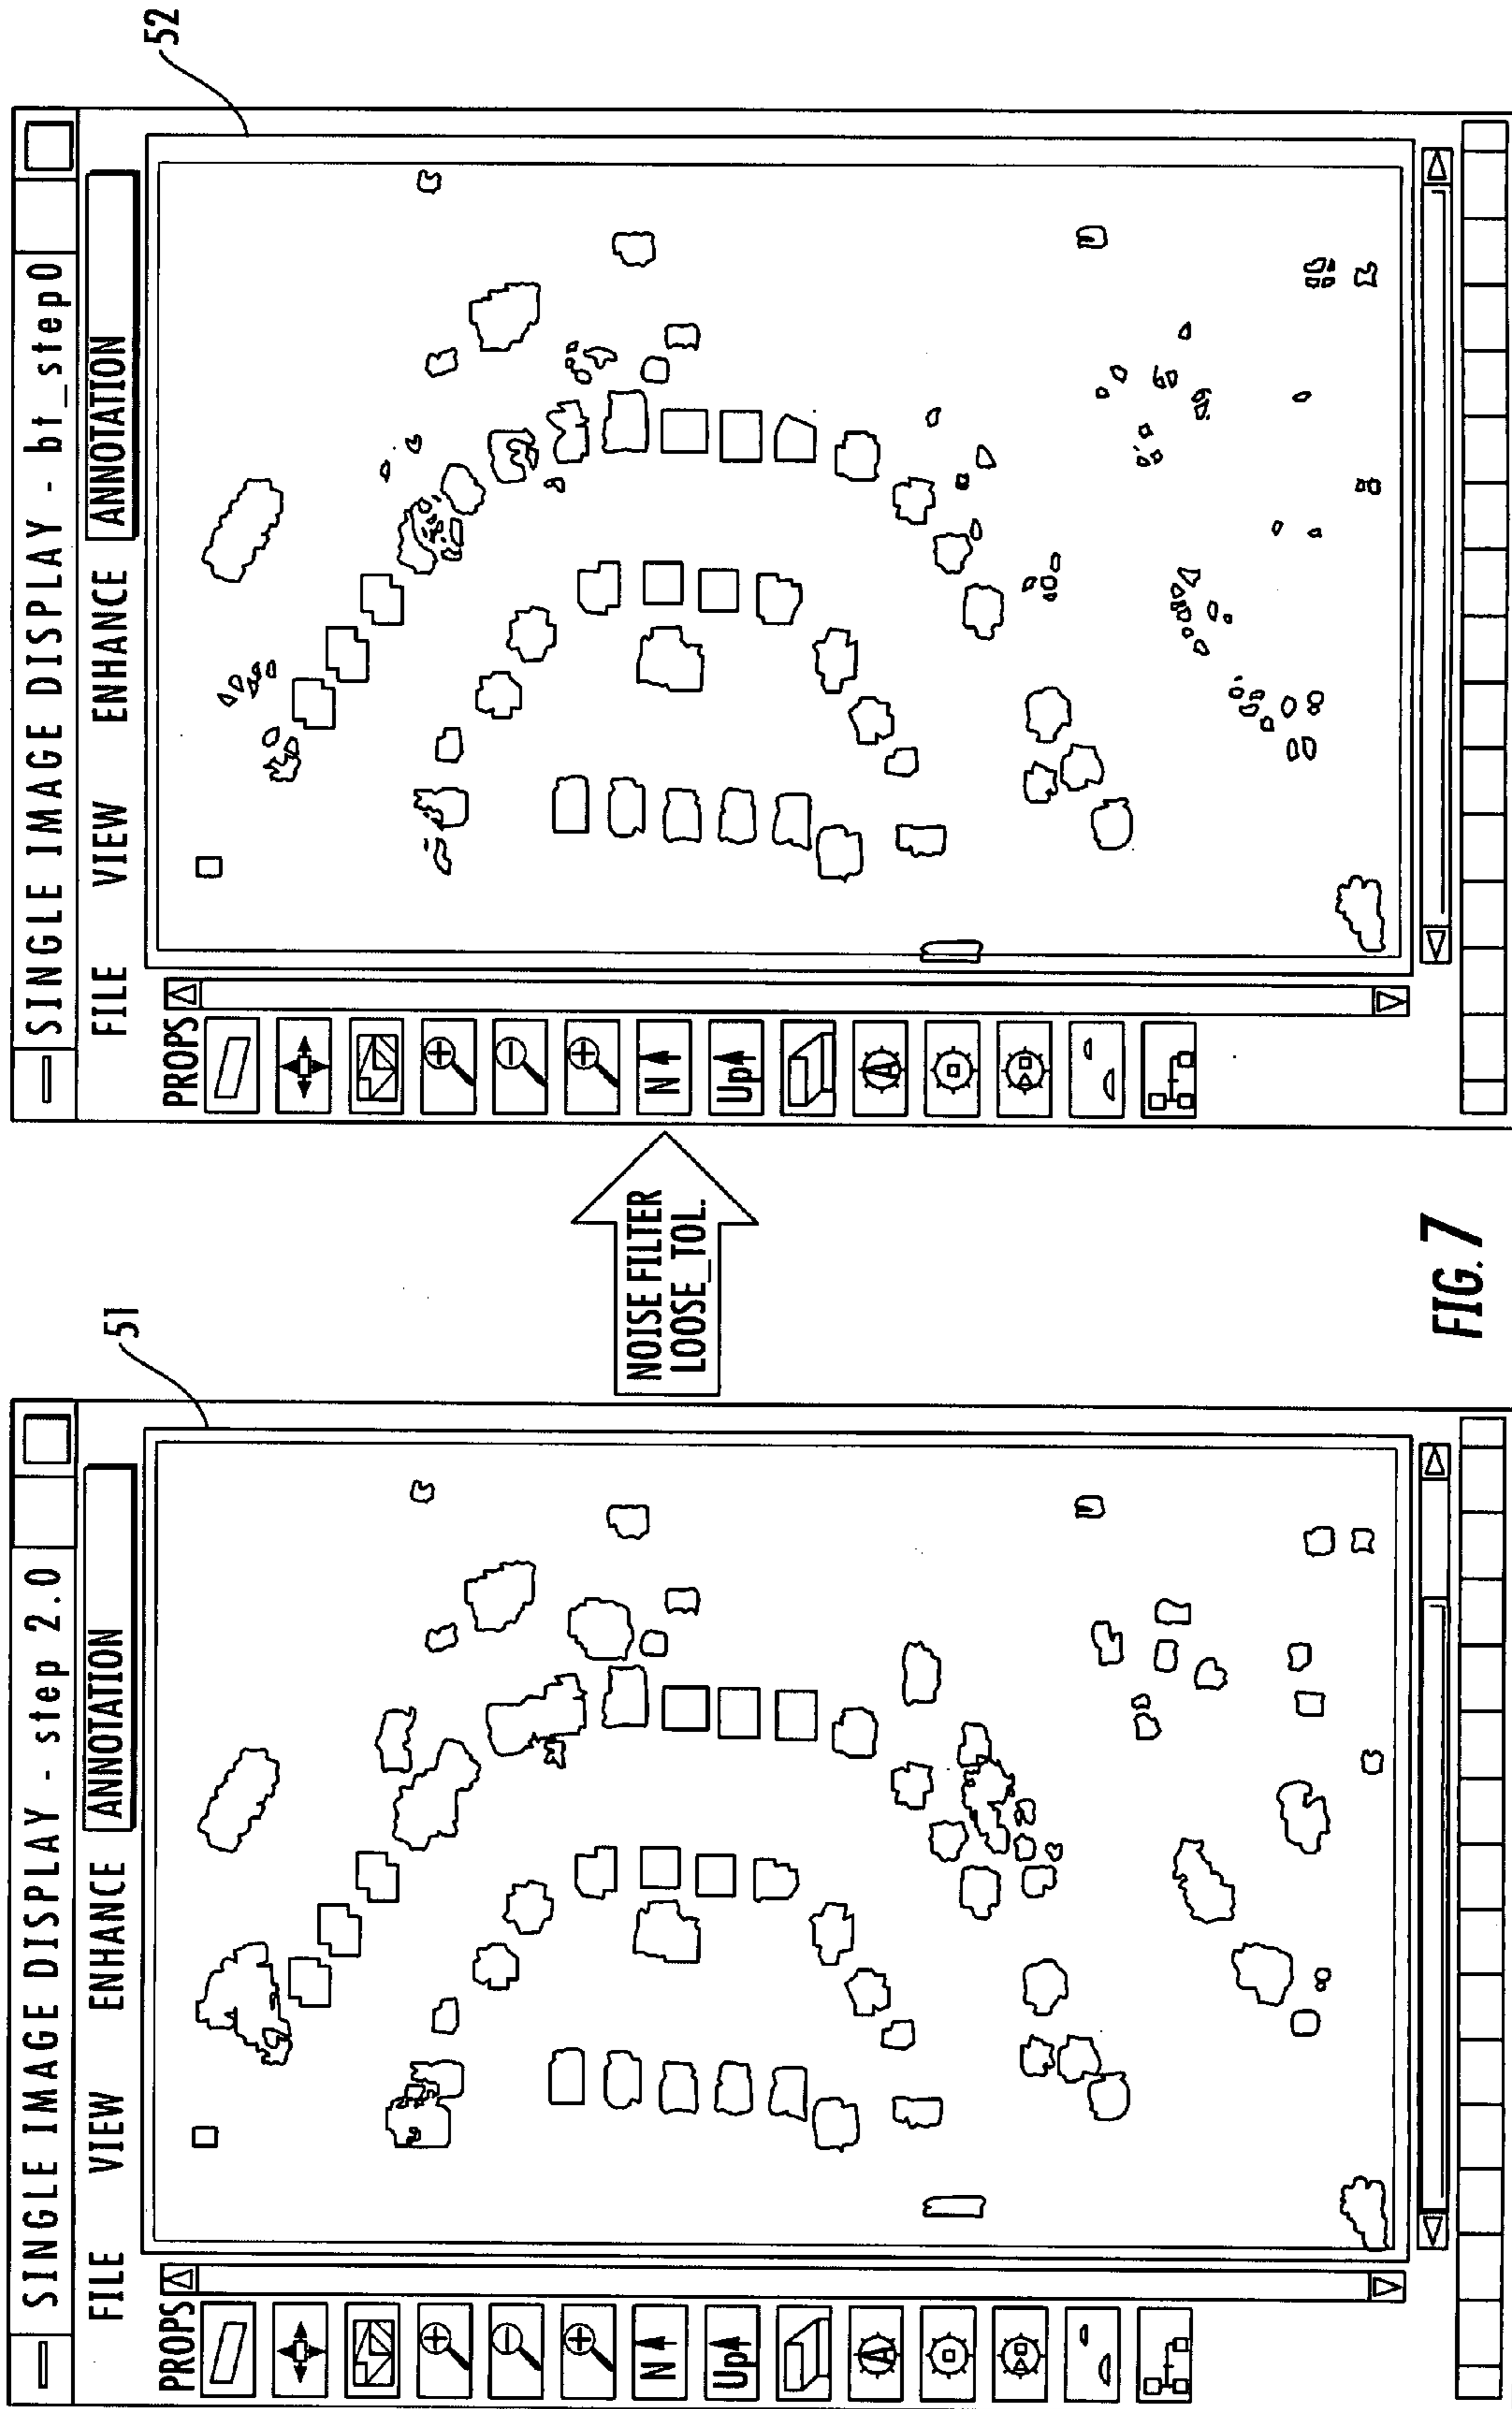 SINGLE IMAGE DISPLAY - step 2.0
FILE VIEW ENHANCE ANNOTATION
PROPS
N
Up
A
51
NOISE FILTER
LOOSE_TOL.
SINGLE IMAGE DISPLAY - bt_step0
FILE VIEW ENHANCE ANNOTATION
PROPS
N
Up
A
52
FIG. 7